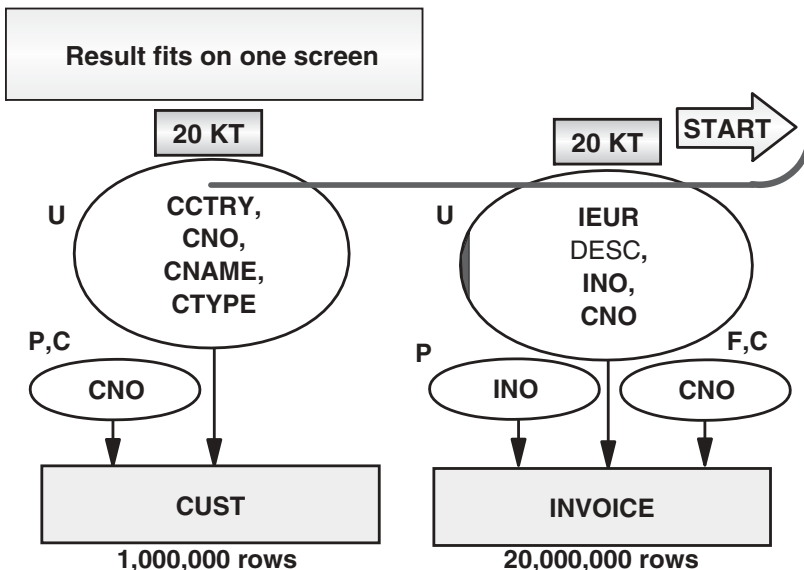 Result fits on one screen
20 KT
20 KT
START
U
CCTRY,
CNO,
CNAME,
CTYPE
U
IEUR
DESC,
INO,
CNO
P,C
CNO
P
INO
F,C
CNO
CUST
INVOICE
1,000,000 rows
20,000,000 rows